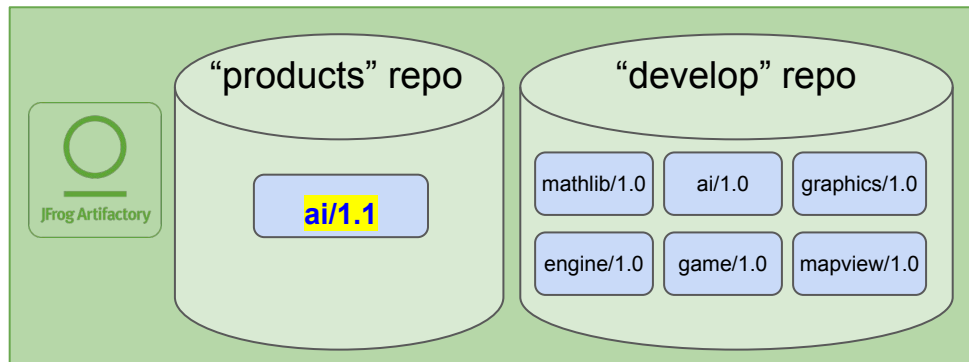 “products” repo
“develop” repo
JFrog Artifactory
ai/1.1
mathlib/1.0
ai/1.0
graphics/1.0
engine/1.0
game/1.0
mapview/1.0